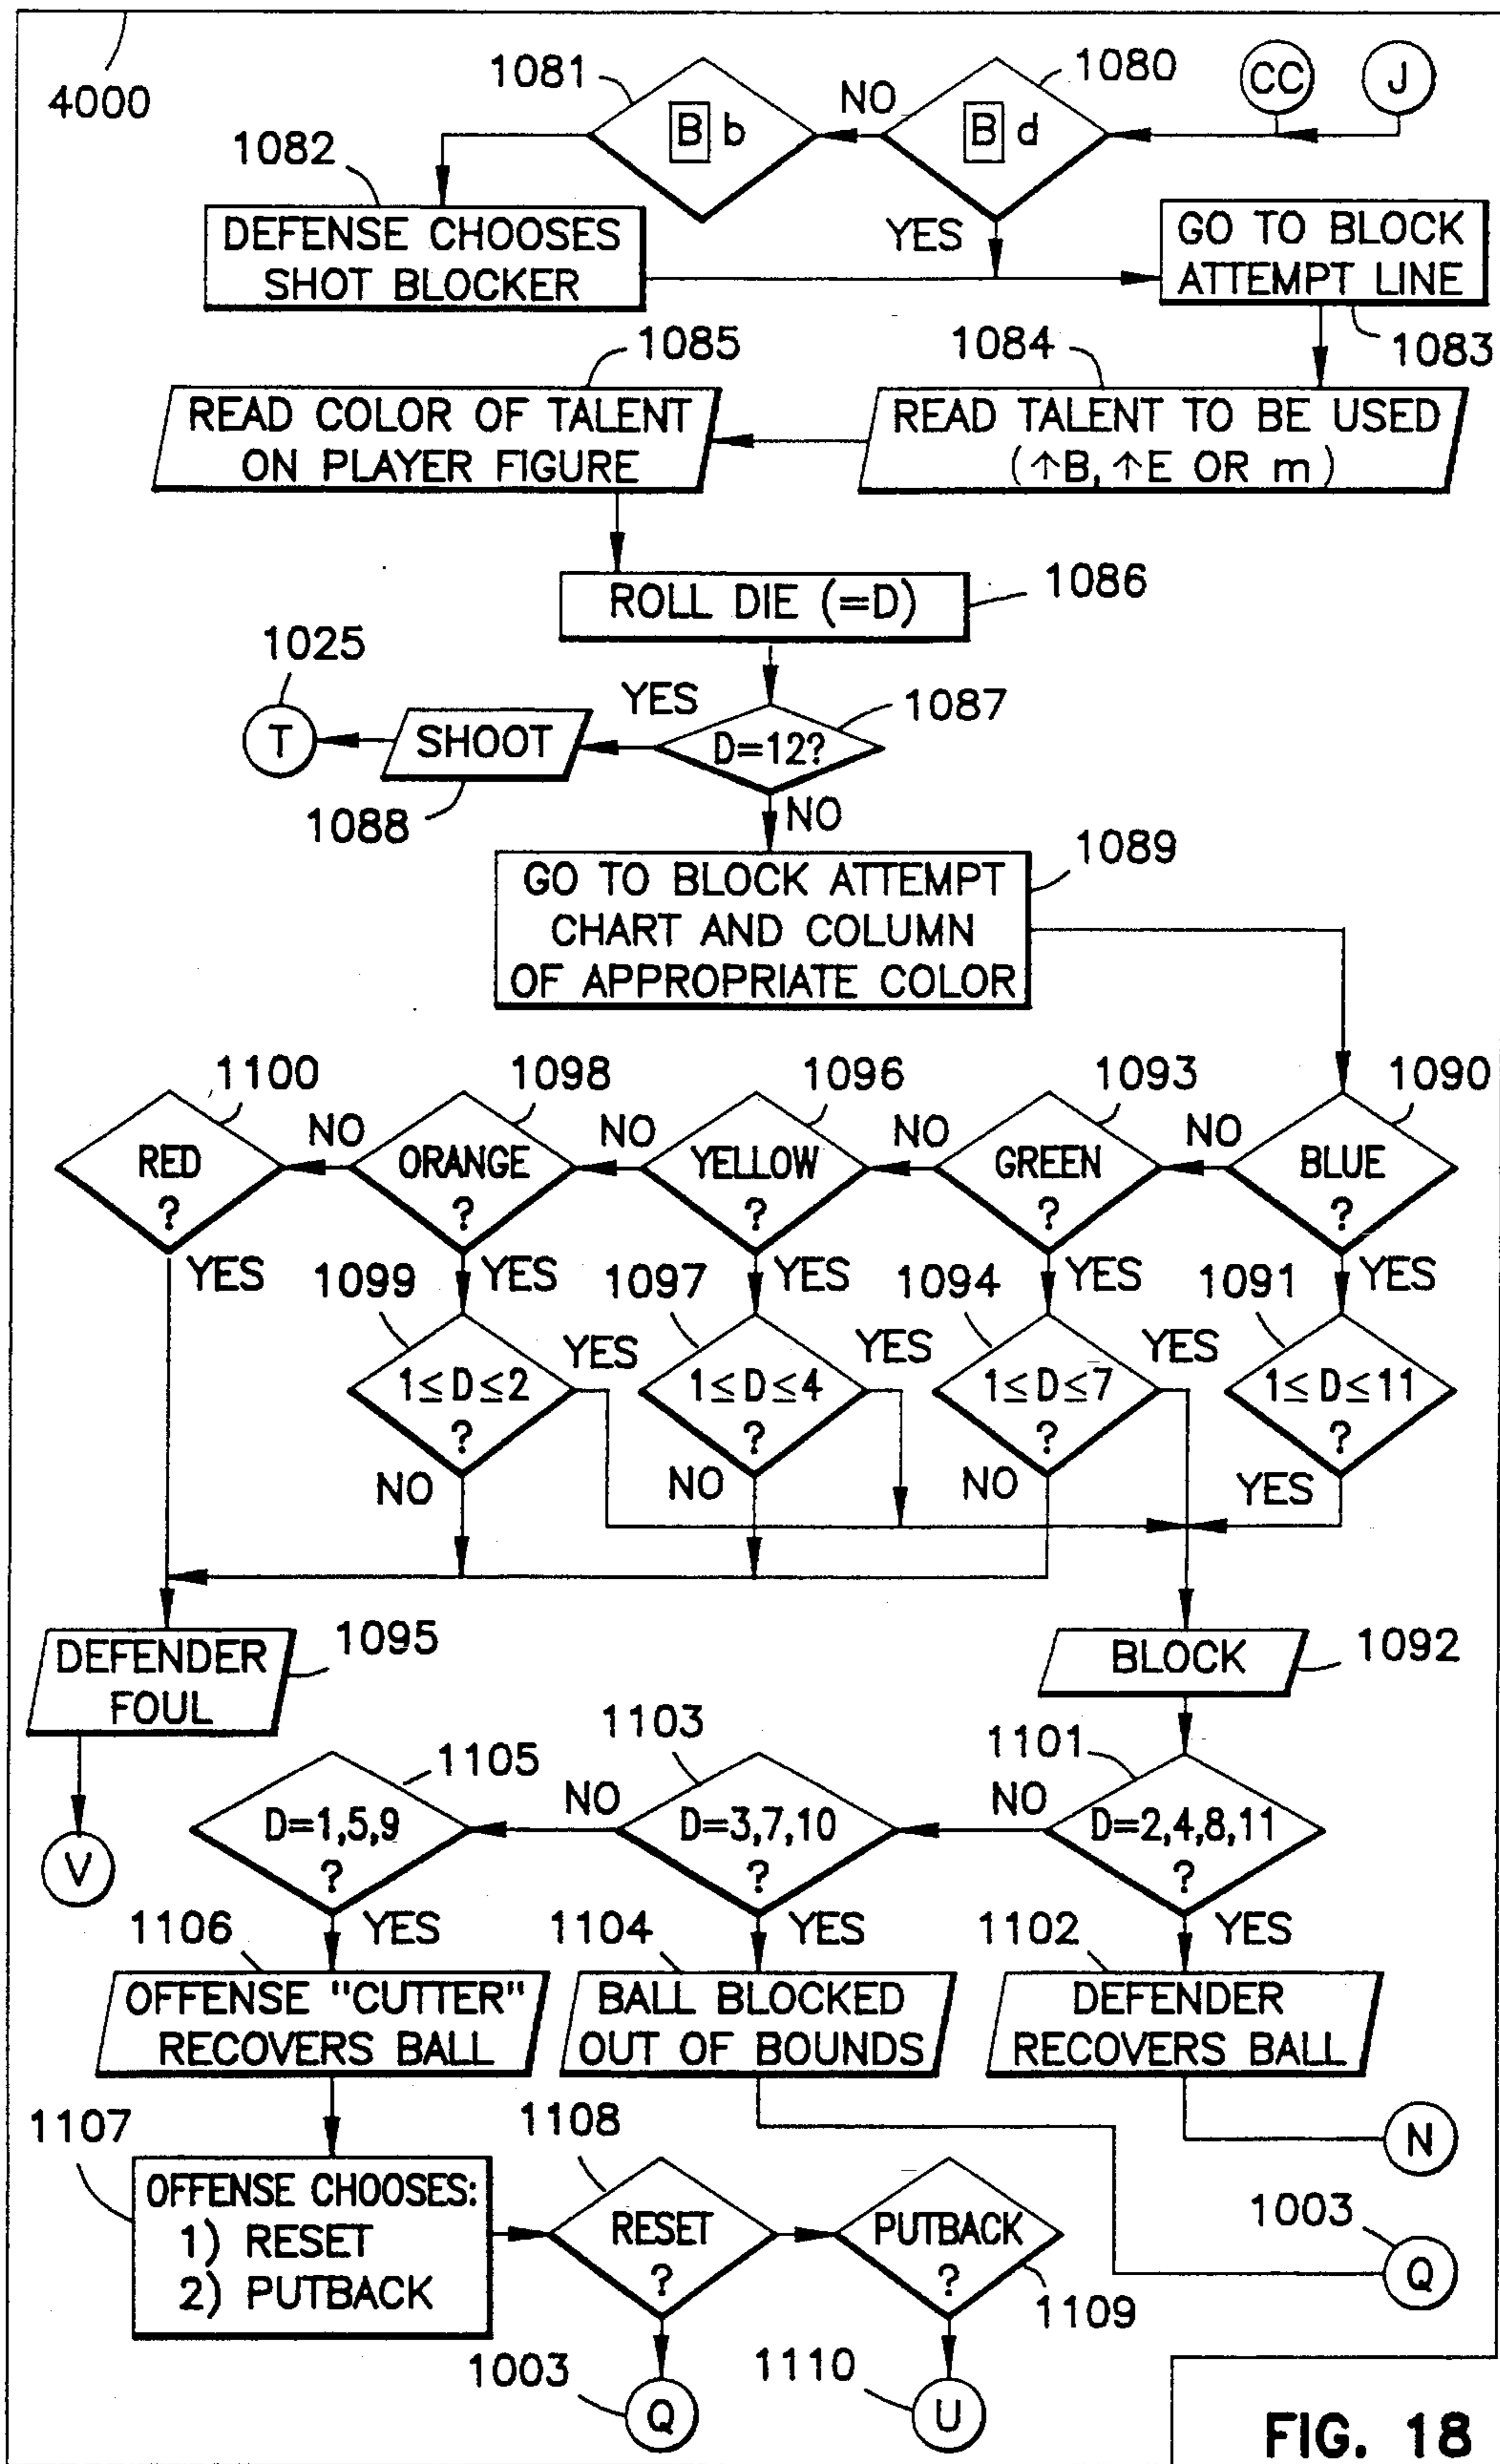 4000
1081
1080
CC
J
NO
B b
B d
1082
DEFENSE CHOOSES
SHOT BLOCKER
YES
GO TO BLOCK
ATTEMPT LINE
1083
1085
1084
READ COLOR OF TALENT
ON PLAYER FIGURE
READ TALENT TO BE USED
(↑B, ↑E OR m)
ROLL DIE (=D)
1086
1025
T
SHOOT
1088
YES
D=12?
1087
NO
GO TO BLOCK ATTEMPT
CHART AND COLUMN
OF APPROPRIATE COLOR
1089
1100
1098
1096
1093
1090
NO
NO
NO
NO
RED
?
ORANGE
?
YELLOW
?
GREEN
?
BLUE
?
YES
YES
YES
YES
YES
1099
1097
1094
1091
YES
YES
YES
1≤D≤2
?
1≤D≤4
?
1≤D≤7
?
1≤D≤11
?
NO
NO
NO
YES
DEFENDER
FOUL
1095
BLOCK
1092
V
1105
1103
1101
NO
NO
D=1,5,9
?
D=3,7,10
?
D=2,4,8,11
?
1106
YES
1104
YES
1102
YES
OFFENSE "CUTTER"
RECOVERS BALL
BALL BLOCKED
OUT OF BOUNDS
DEFENDER
RECOVERS BALL
N
1107
OFFENSE CHOOSES:
1) RESET
2) PUTBACK
1108
RESET
?
PUTBACK
?
1109
1003
Q
1003
Q
1110
U
FIG. 18